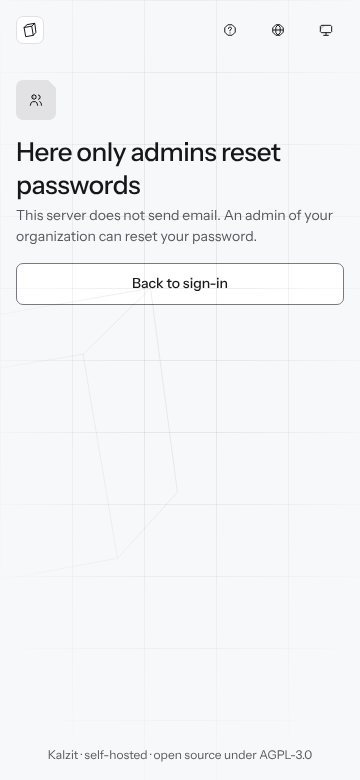 Here only admins reset
passwords
This server does not send email. An admin of your
organization can reset your password.
Back to sign-in
Kalzit · self-hosted · open source under AGPL-3.0